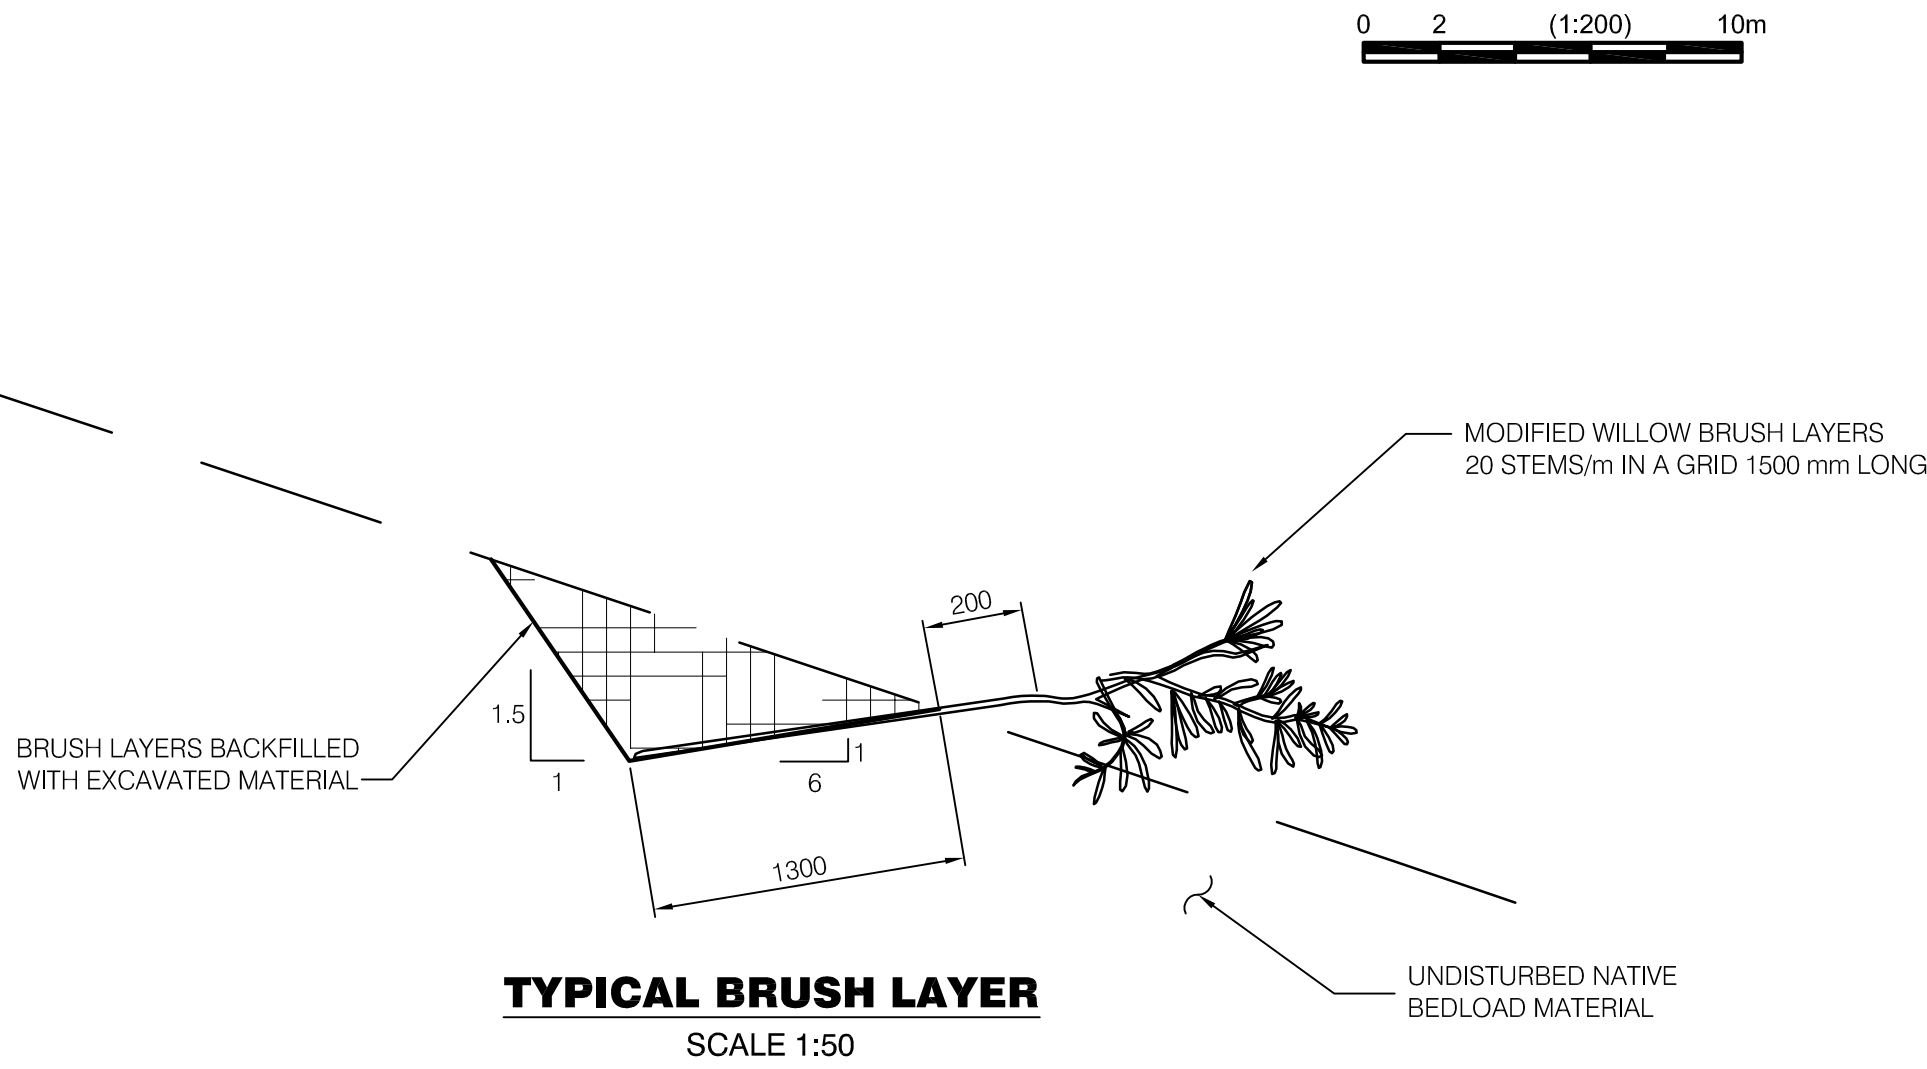 0 2 (1:200) 10m
MODIFIED WILLOW BRUSH LAYERS
20 STEMS/m IN A GRID 1500 mm LONG
200
1.5
1
1
6
BRUSH LAYERS BACKFILLED
WITH EXCAVATED MATERIAL
1300
UNDISTURBED NATIVE
BEDLOAD MATERIAL
TYPICAL BRUSH LAYER
SCALE 1:50